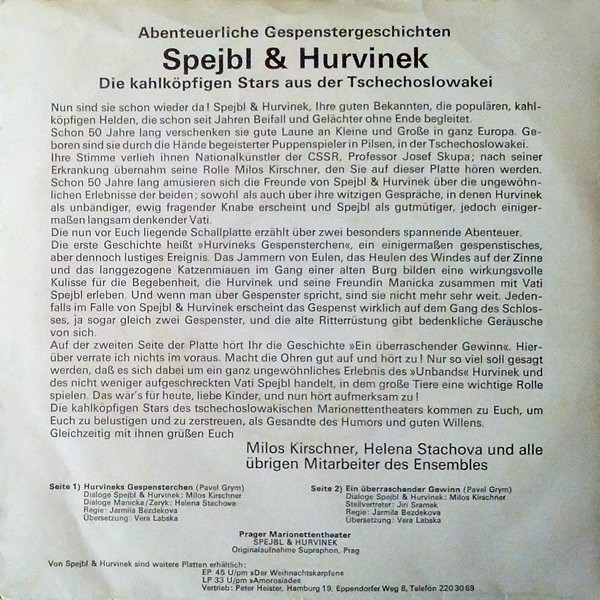 Abenteuerliche Gespenstergeschichten
Spejbl & Hurvinek
Die kahlköpfigen Stars aus der Tschechoslowakei
Nun sind sie schon wieder da! Spejbl & Hurvinek, Ihre guten Bekannten, die populären, kahl-
köpfigen Helden, die schon seit Jahren Beifall und Gelächter ohne Ende begleitet.
Schon 50 Jahre lang verschenken sie gute Laune an Kleine und Große in ganz Europa. Ge-
boren sind sie durch die Hände begeisterter Puppenspieler in Pilsen, in der Tschechoslowakei.
Ihre Stimme verlieh ihnen Nationalkünstler der CSSR, Professor Josef Skupa; nach seiner
Erkrankung übernahm seine Rolle Milos Kirschner, den Sie auf dieser Platte hören werden.
Schon 50 Jahre lang amüsieren sich die Freunde von Spejbl & Hurvinek über die ungewöhn-
lichen Erlebnisse der beiden; sowohl als auch über ihre witzigen Gespräche, in denen Hurvinek
als unbändiger, ewig fragender Knabe erscheint und Spejbl als gutmütiger, jedoch einiger-
maßen langsam denkender Vati.
Die nun vor Euch liegende Schallplatte erzählt über zwei besonders spannende Abenteuer.
Die erste Geschichte heißt »Hurvineks Gespensterchen«, ein einigermaßen gespenstisches,
aber dennoch lustiges Ereignis. Das Jammern von Eulen, das Heulen des Windes auf der Zinne
und das langgezogene Katzenmiauen im Gang einer alten Burg bilden eine wirkungsvolle
Kulisse für die Begebenheit, die Hurvinek und seine Freundin Manicka zusammen mit Vati
Spejbl erleben. Und wenn man über Gespenster spricht, sind sie nicht mehr sehr weit. Jeden-
falls im Falle von Spejbl & Hurvinek erscheint das Gespenst wirklich auf dem Gang des Schlos-
ses, ja sogar gleich zwei Gespenster, und die alte Ritterrüstung gibt bedenkliche Geräusche
von sich.
Auf der zweiten Seite der Platte hört Ihr die Geschichte »Ein überraschender Gewinn«. Hier-
über verrate ich nichts im voraus. Macht die Ohren gut auf und hört zu! Nur so viel soll gesagt
werden, daß es sich dabei um ein ganz ungewöhnliches Erlebnis des »Unbands« Hurvinek und
des nicht weniger aufgeschreckten Vati Spejbl handelt, in dem große Tiere eine wichtige Rolle
spielen. Das wär's für heute, liebe Kinder, und nun hört aufmerksam zu!
Die kahlköpfigen Stars des tschechoslowakischen Marionettentheaters kommen zu Euch, um
Euch zu belustigen und zu zerstreuen, als Gesandte des Humors und guten Willens.
Gleichzeitig mit ihnen grüßen Euch
Milos Kirschner, Helena Stachova und alle
übrigen Mitarbeiter des Ensembles
Seite 1) Hurvineks Gespensterchen (Pavel Grym)
Dialoge Spejbl & Hurvinek: Milos Kirschner
Dialoge Manicka/Zeryk: Helena Stachova
Regie: Jarmila Bezdekova
Übersetzung: Vera Labska
Seite 2) Ein überraschender Gewinn (Pavel Grym)
Dialoge Spejbl & Hurvinek: Milos Kirschner
Stellvertreter: Jiri Sramek
Regie: Jarmila Bezdekova
Übersetzung: Vera Labska
Prager Marionettentheater
SPEJBL & HURVINEK
Originalaufnahme Supraphon, Prag
Von Spejbl & Hurvinek sind weitere Platten erhältlich:
EP 45 U/pm »Der Weihnachtskarpfen«
LP 33 U/pm »Amorosiade«
Vertrieb: Peter Heister, Hamburg 19, Eppendorfer Weg 8, Telefon 2203069